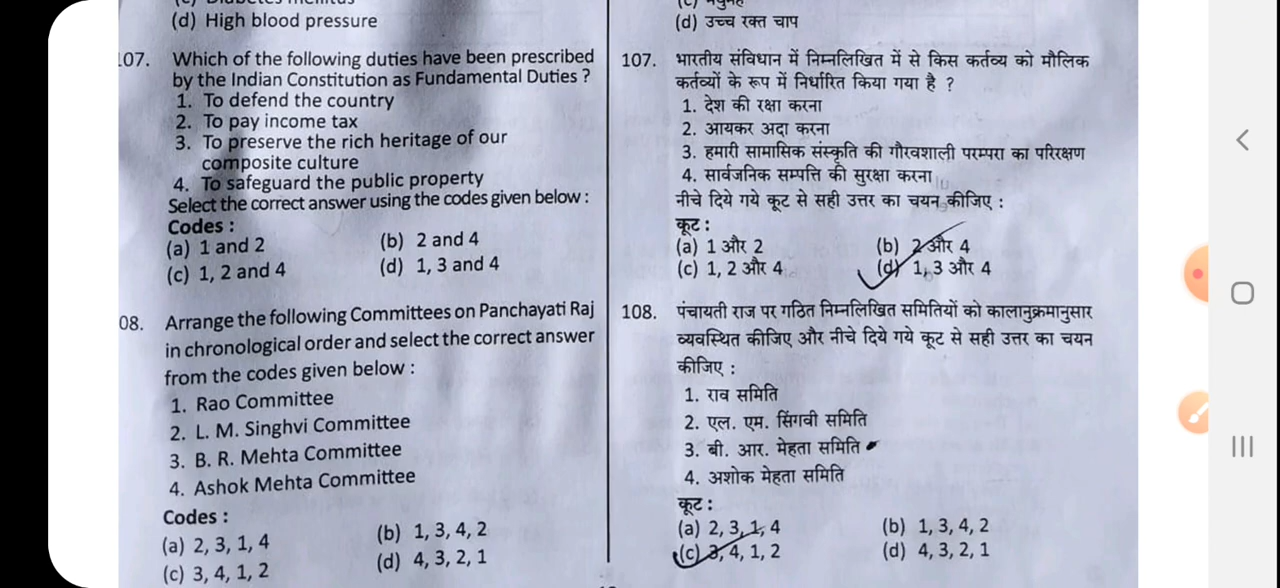 (d) High blood pressure
107. Which of the following duties have been prescribed
by the Indian Constitution as Fundamental Duties ?
1. To defend the country
2. To pay income tax
3. To preserve the rich heritage of our
composite culture
4. To safeguard the public property
Select the correct answer using the codes given below :
Codes :
(a) 1 and 2 (b) 2 and 4
(c) 1, 2 and 4 (d) 1, 3 and 4
08. Arrange the following Committees on Panchayati Raj
in chronological order and select the correct answer
from the codes given below :
1. Rao Committee
2. L. M. Singhvi Committee
3. B. R. Mehta Committee
4. Ashok Mehta Committee
Codes :
(a) 2, 3, 1, 4 (b) 1, 3, 4, 2
(c) 3, 4, 1, 2 (d) 4, 3, 2, 1
(d) उच्च रक्त चाप
107. भारतीय संविधान में निम्नलिखित में से किस कर्तव्य को मौलिक
कर्तव्यों के रूप में निर्धारित किया गया है ?
1. देश की रक्षा करना
2. आयकर अदा करना
3. हमारी सामासिक संस्कृति की गौरवशाली परम्परा का परिरक्षण
4. सार्वजनिक सम्पत्ति की सुरक्षा करना
नीचे दिये गये कूट से सही उत्तर का चयन कीजिए :
कूट :
(a) 1 और 2 (b) 2 और 4
(c) 1, 2 और 4 (d) 1, 3 और 4
108. पंचायती राज पर गठित निम्नलिखित समितियों को कालानुक्रमानुसार
व्यवस्थित कीजिए और नीचे दिये गये कूट से सही उत्तर का चयन
कीजिए :
1. राव समिति
2. एल. एम. सिंगवी समिति
3. बी. आर. मेहता समिति
4. अशोक मेहता समिति
कूट :
(a) 2, 3, 1, 4 (b) 1, 3, 4, 2
(c) 3, 4, 1, 2 (d) 4, 3, 2, 1